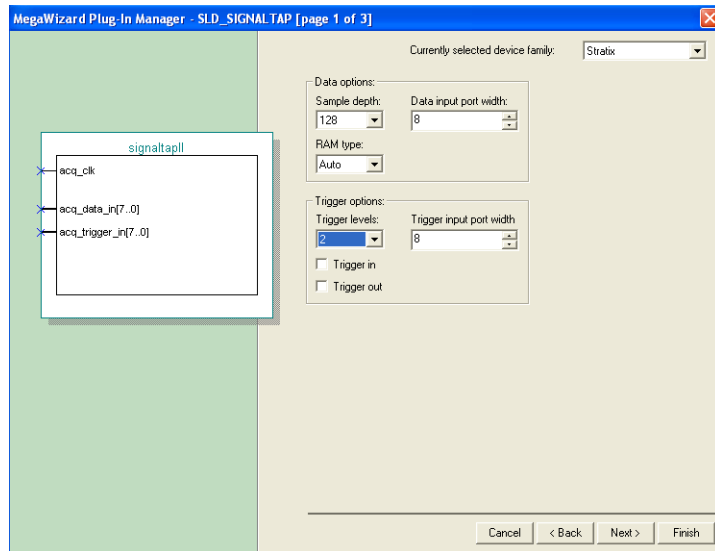 MegaWizard Plug-In Manager - SLD_SIGNALTAP [page 1 of 3]
Currently selected device family: Stratix
Data options:
Sample depth: Data input port width:
128 8
RAM type:
Auto
signaltapII
acq_clk
acq_data_in[7..0]
acq_trigger_in[7..0]
Trigger options:
Trigger levels: Trigger input port width
2 8
Trigger in
Trigger out
Cancel < Back Next > Finish